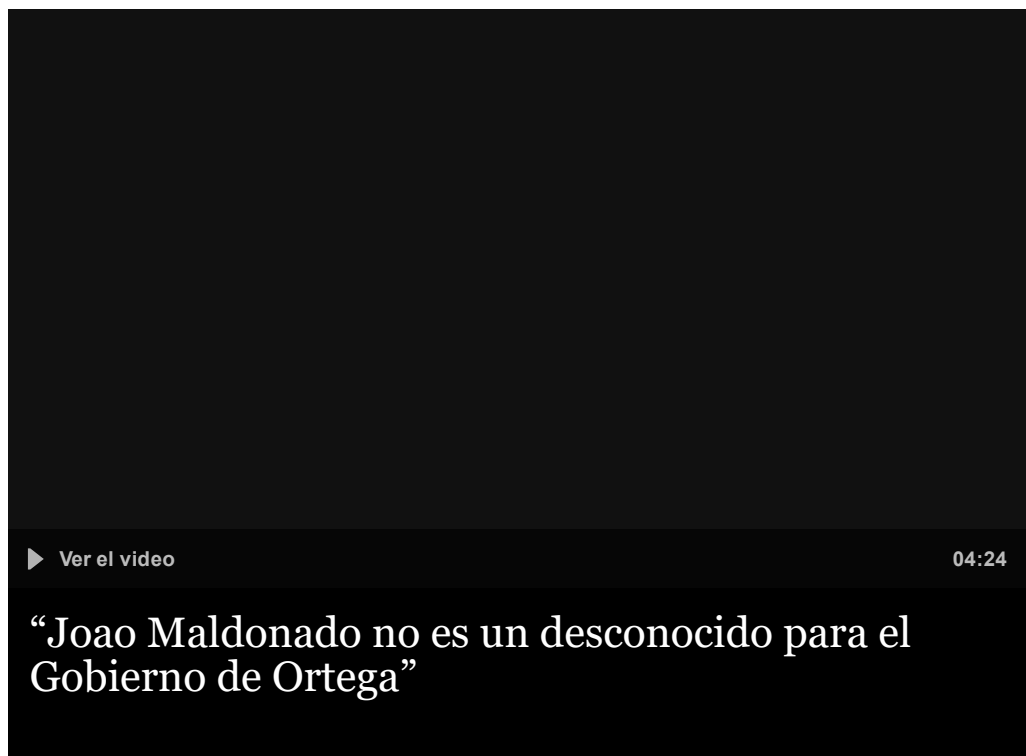 Ver el video
04:24
“Joao Maldonado no es un desconocido para el
Gobierno de Ortega”